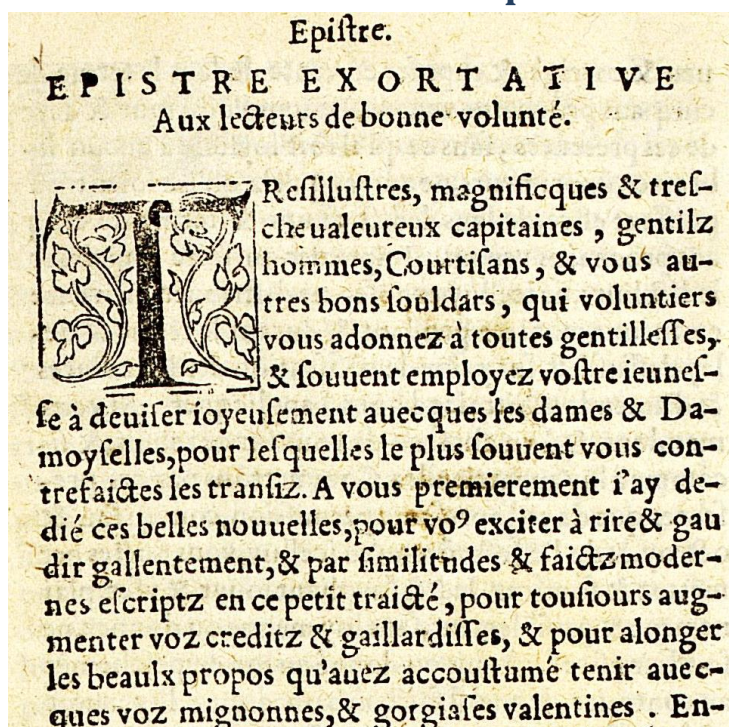 Epiſtre.
EPISTRE EXORTATIVE
Aux lecteurs de bonne volunté.
TReſilluſtres, magnificques & treſ-
cheualeureux capitaines, gentilz
hommes, Courtiſans, & vous au-
tres bons ſouldars, qui voluntiers
vous adonnez à toutes gentilleſſes,
& ſouuent employez voſtre ieuneſ-
ſe à deuiſer ioyeuſement auecques les dames & Da-
moyſelles, pour leſquelles le plus ſouuent vous con-
trefaictes les tranſiz. A vous premierement i'ay de-
dié ces belles nouuelles, pour voꝰ exciter à rire & gau
dir gallentement, & par ſimilitudes & faictz moder-
nes eſcriptz en ce petit traicté, pour touſiours aug-
menter voz creditz & gaillardiſſes, & pour alonger
les beaulx propos qu'auez accouſtumé tenir auec-
ques voz mignonnes, & gorgiaſes valentines. En-